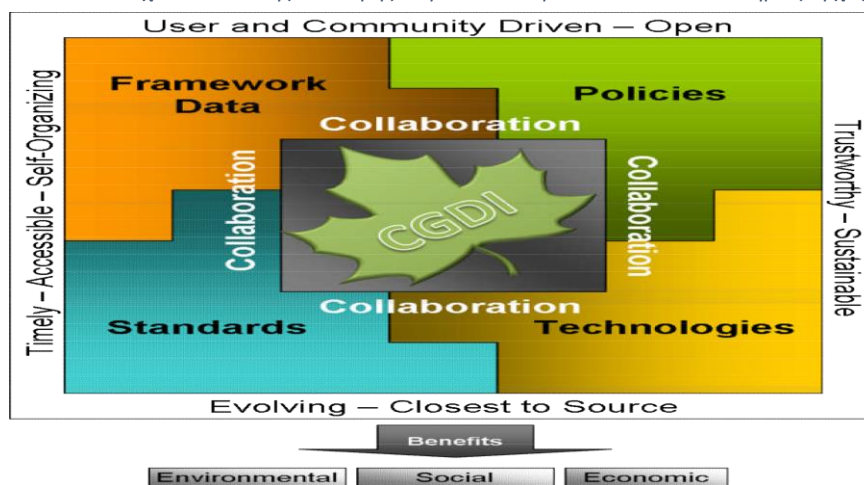 User and Community Driven – Open
Timely – Accessible – Self-Organizing
Framework
Data
Policies
Collaboration
Collaboration
CGDI
Collaboration
Trustworthy – Sustainable
Collaboration
Standards
Technologies
Evolving – Closest to Source
Benefits
Environmental
Social
Economic